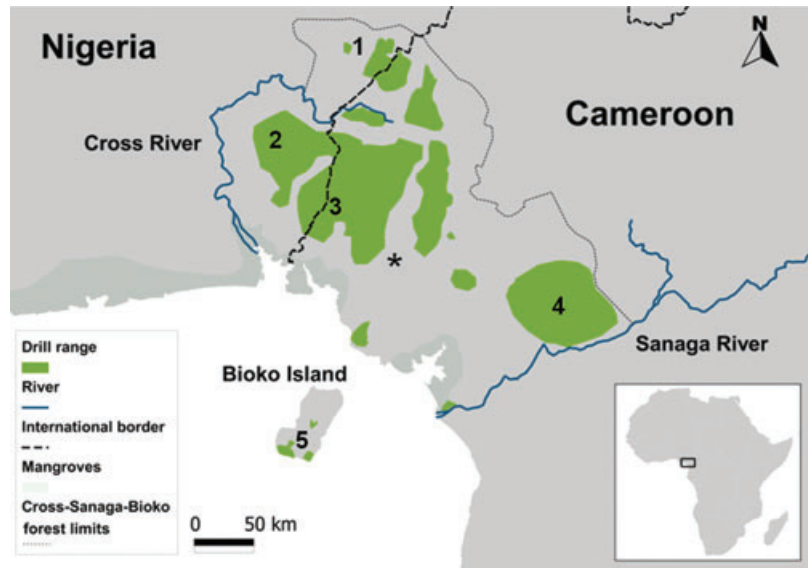 Nigeria
1
N
Cameroon
Cross River
2
3
*
4
Sanaga River
Drill range
River
International border
Mangroves
Cross-Sanaga-Bioko
forest limits
Bioko Island
5
0 50 km